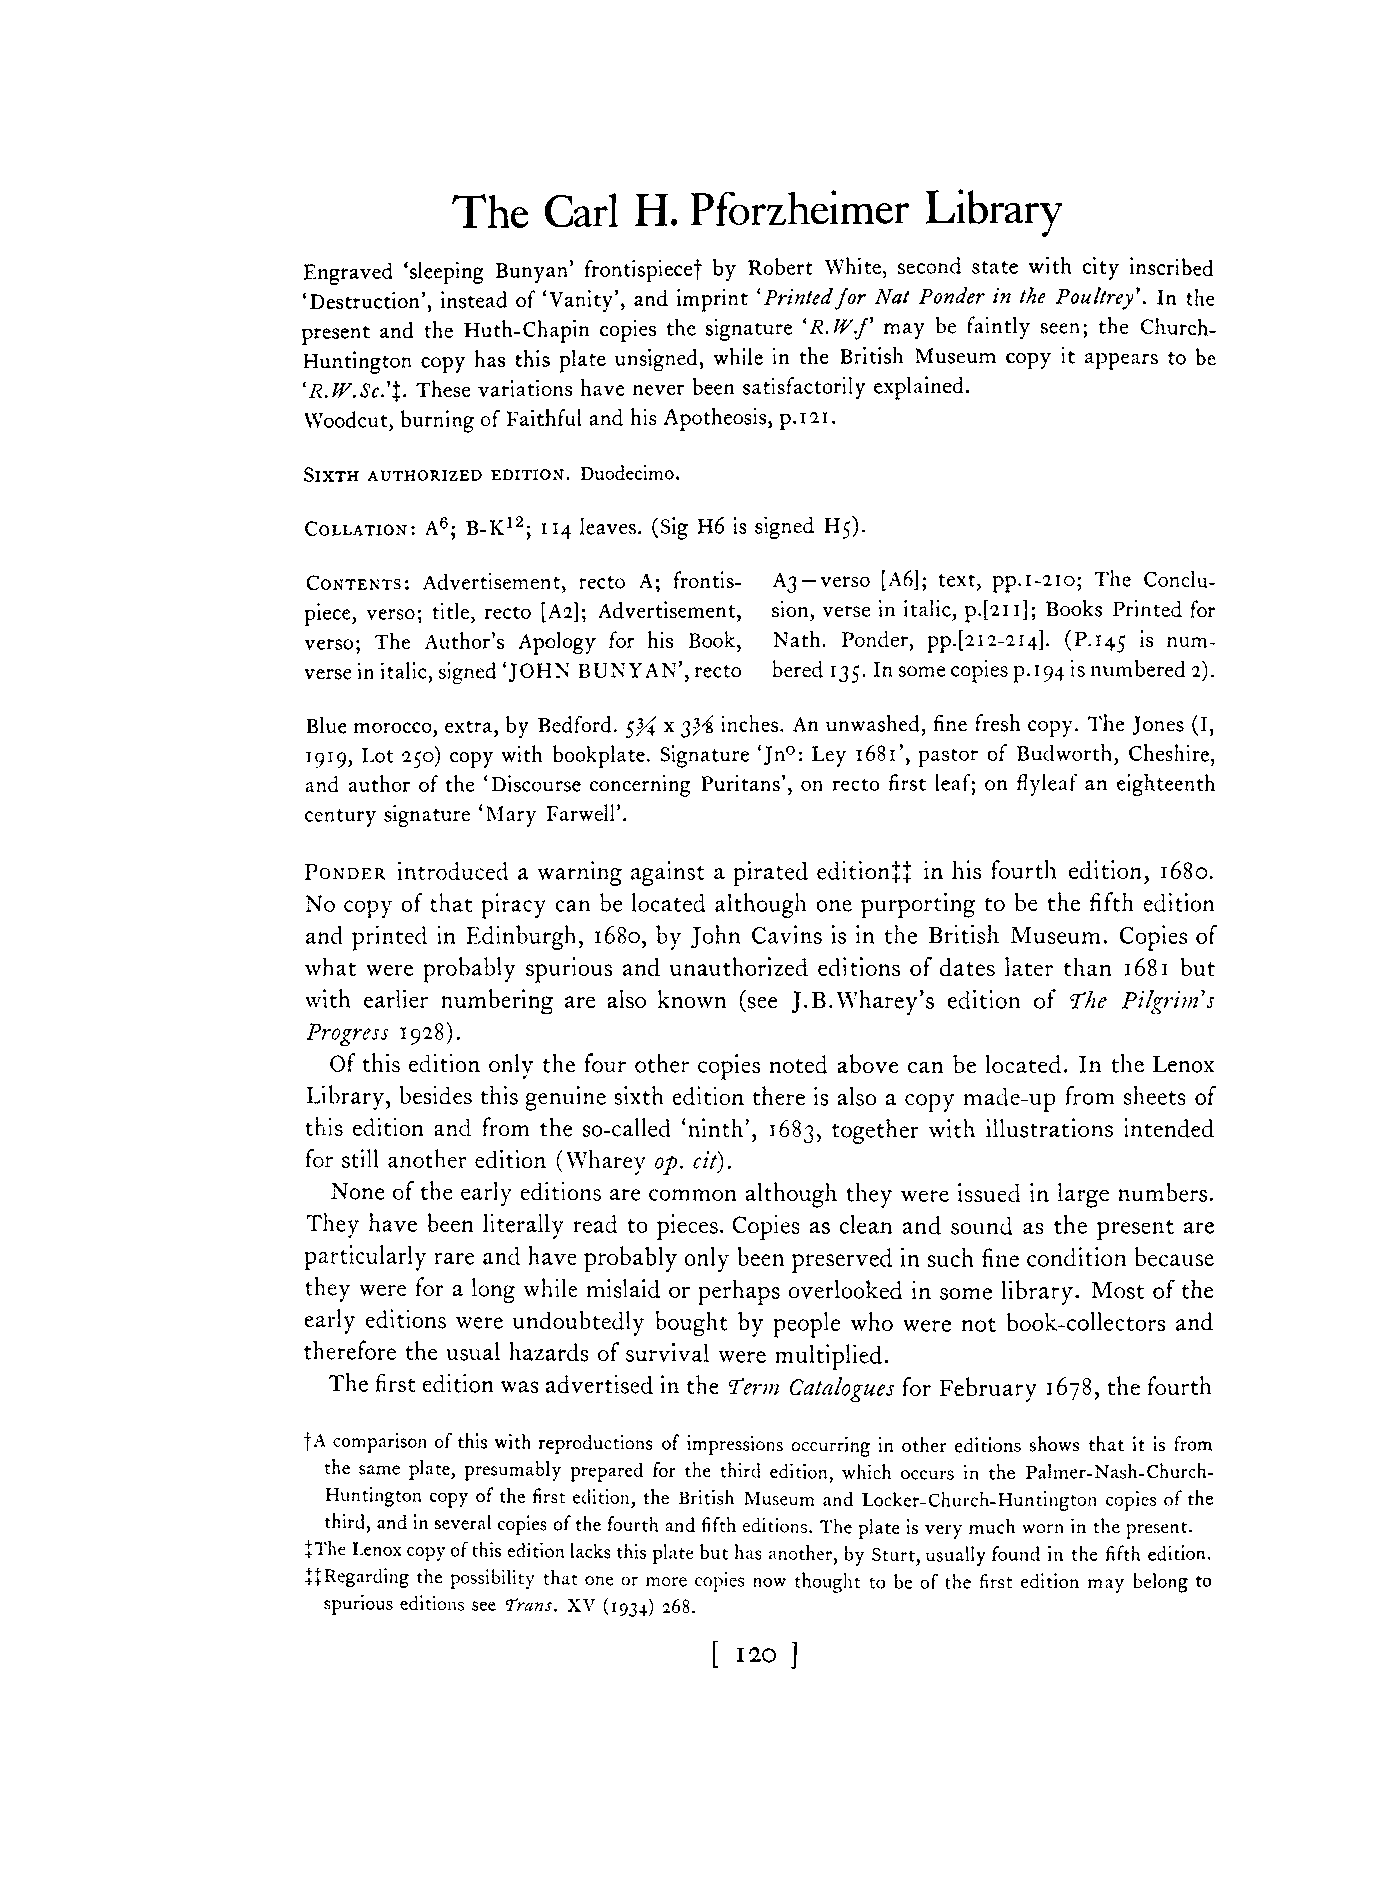 The Carl H. Pforzheimer Library
Engraved ‘sleeping Bunyan’ frontispiece† by Robert White, second state with city inscribed
‘Destruction’, instead of ‘Vanity’, and imprint ‘Printed for Nat Ponder in the Poultrey’. In the
present and the Huth-Chapin copies the signature ‘R.W.f’ may be faintly seen; the Church-
Huntington copy has this plate unsigned, while in the British Museum copy it appears to be
‘R.W.Sc.’‡. These variations have never been satisfactorily explained.
Woodcut, burning of Faithful and his Apotheosis, p.121.
SIXTH AUTHORIZED EDITION. Duodecimo.
COLLATION: A⁶; B-K¹²; 114 leaves. (Sig H6 is signed H5).
CONTENTS: Advertisement, recto A; frontis-
piece, verso; title, recto [A2]; Advertisement,
verso; The Author's Apology for his Book,
verse in italic, signed ‘JOHN BUNYAN’, recto
A3—verso [A6]; text, pp.1-210; The Conclu-
sion, verse in italic, p.[211]; Books Printed for
Nath. Ponder, pp.[212-214]. (P.145 is num-
bered 135. In some copies p.194 is numbered 2).
Blue morocco, extra, by Bedford. 5¾ x 3⅜ inches. An unwashed, fine fresh copy. The Jones (I,
1919, Lot 250) copy with bookplate. Signature ‘Jnº: Ley 1681’, pastor of Budworth, Cheshire,
and author of the ‘Discourse concerning Puritans’, on recto first leaf; on flyleaf an eighteenth
century signature ‘Mary Farwell’.
PONDER introduced a warning against a pirated edition‡‡ in his fourth edition, 1680.
No copy of that piracy can be located although one purporting to be the fifth edition
and printed in Edinburgh, 1680, by John Cavins is in the British Museum. Copies of
what were probably spurious and unauthorized editions of dates later than 1681 but
with earlier numbering are also known (see J.B.Wharey's edition of The Pilgrim's
Progress 1928).
Of this edition only the four other copies noted above can be located. In the Lenox
Library, besides this genuine sixth edition there is also a copy made-up from sheets of
this edition and from the so-called ‘ninth’, 1683, together with illustrations intended
for still another edition (Wharey op. cit).
None of the early editions are common although they were issued in large numbers.
They have been literally read to pieces. Copies as clean and sound as the present are
particularly rare and have probably only been preserved in such fine condition because
they were for a long while mislaid or perhaps overlooked in some library. Most of the
early editions were undoubtedly bought by people who were not book-collectors and
therefore the usual hazards of survival were multiplied.
The first edition was advertised in the Term Catalogues for February 1678, the fourth
†A comparison of this with reproductions of impressions occurring in other editions shows that it is from
the same plate, presumably prepared for the third edition, which occurs in the Palmer-Nash-Church-
Huntington copy of the first edition, the British Museum and Locker-Church-Huntington copies of the
third, and in several copies of the fourth and fifth editions. The plate is very much worn in the present.
‡The Lenox copy of this edition lacks this plate but has another, by Sturt, usually found in the fifth edition.
‡‡Regarding the possibility that one or more copies now thought to be of the first edition may belong to
spurious editions see Trans. XV (1934) 268.
[ 120 ]